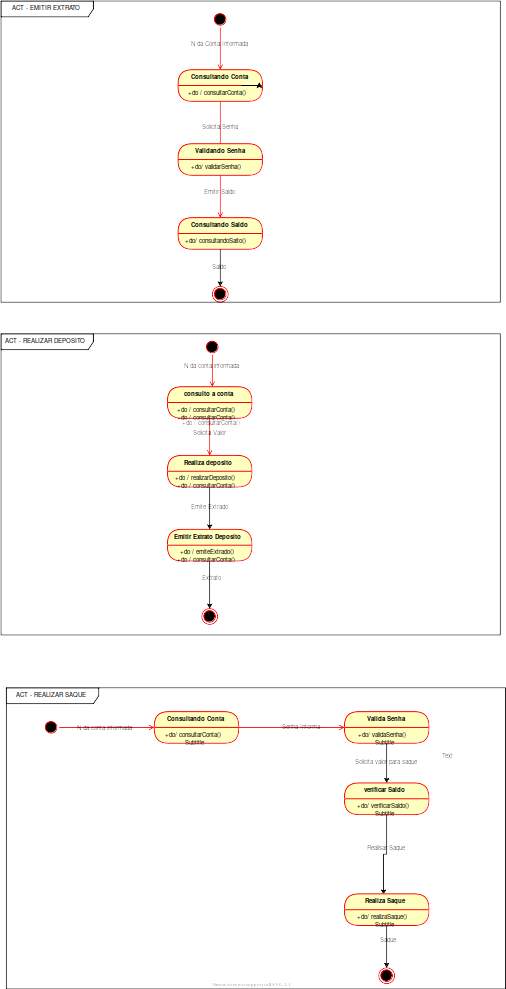 ACT - EMITIR EXTRATO
N da Conta Informada
Consultando Conta
+do / consultarConta()
Solicita Senha
Validando Senha
+do/ validarSenha()
Emitir Saldo
Consultando Saldo
+do/ consultandoSalto()
Saldo
ACT - REALIZAR DEPOSITO
N da conta informada
consulto a conta
+do / consultarConta()
+do / consultarConta()
+do / consultarConta()
Solicita Valor
Realiza deposito
+do / realizarDeposito()
+do / consultarConta()
Emite Extrado
Emitir Extrato Deposito
+do / emiteExtrado()
+do / consultarConta()
Extrato
ACT - REALIZAR SAQUE
N da conta informada
Consultando Conta
+do/ consultarConta()
Subtitle
Senha Informa
Valida Senha
+do/ validaSenha()
Subtitle
Text
Solicita valor para saque
verificar Saldo
+do/ verificarSaldo()
Subtitle
Realisar Saque
Realiza Saque
+do/ realizaSaque()
Subtitle
Saque